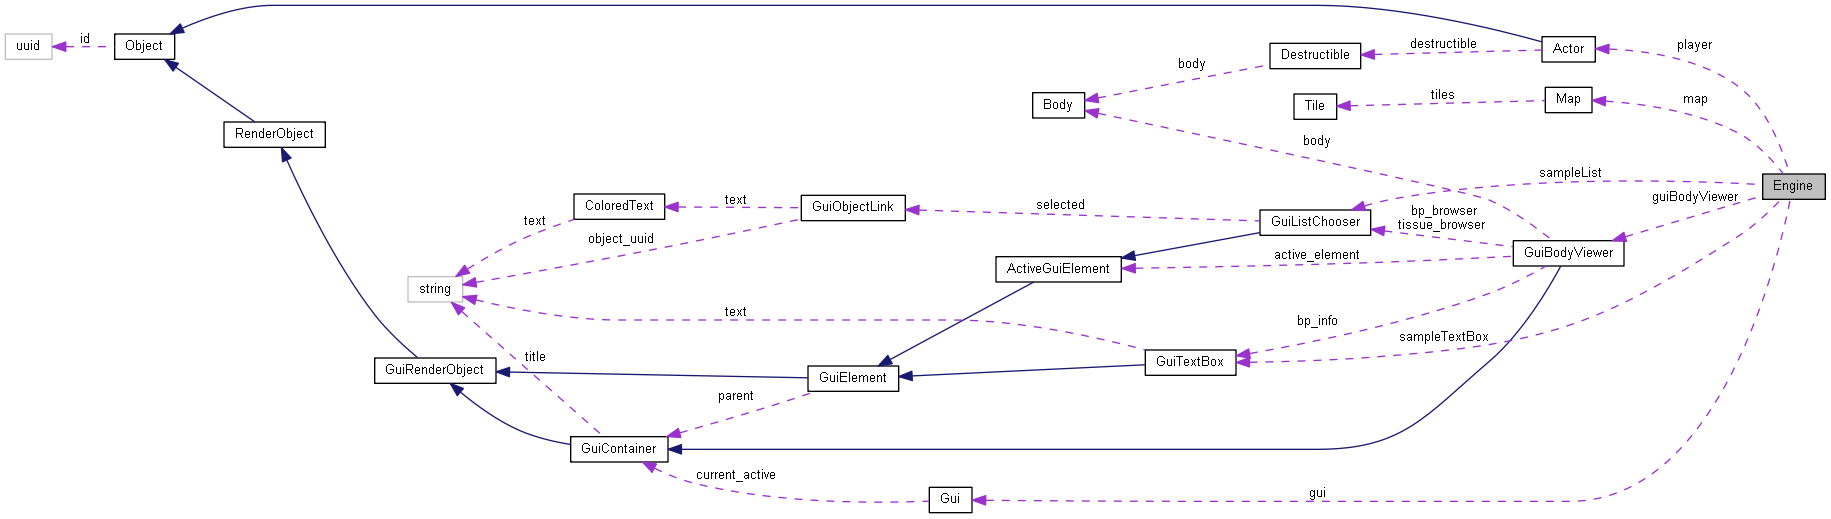 uuid
id
Object
RenderObject
GuiRenderObject
string
ColoredText
text
text
object_uuid
GuiObjectLink
selected
text
title
GuiContainer
parent
GuiElement
current_active
Gui
gui
ActiveGuiElement
GuiTextBox
GuiListChooser
bp_browser
tissue_browser
active_element
bp_info
sampleTextBox
sampleList
GuiBodyViewer
guiBodyViewer
Body
body
body
Destructible
destructible
Actor
player
Tile
tiles
Map
map
Engine